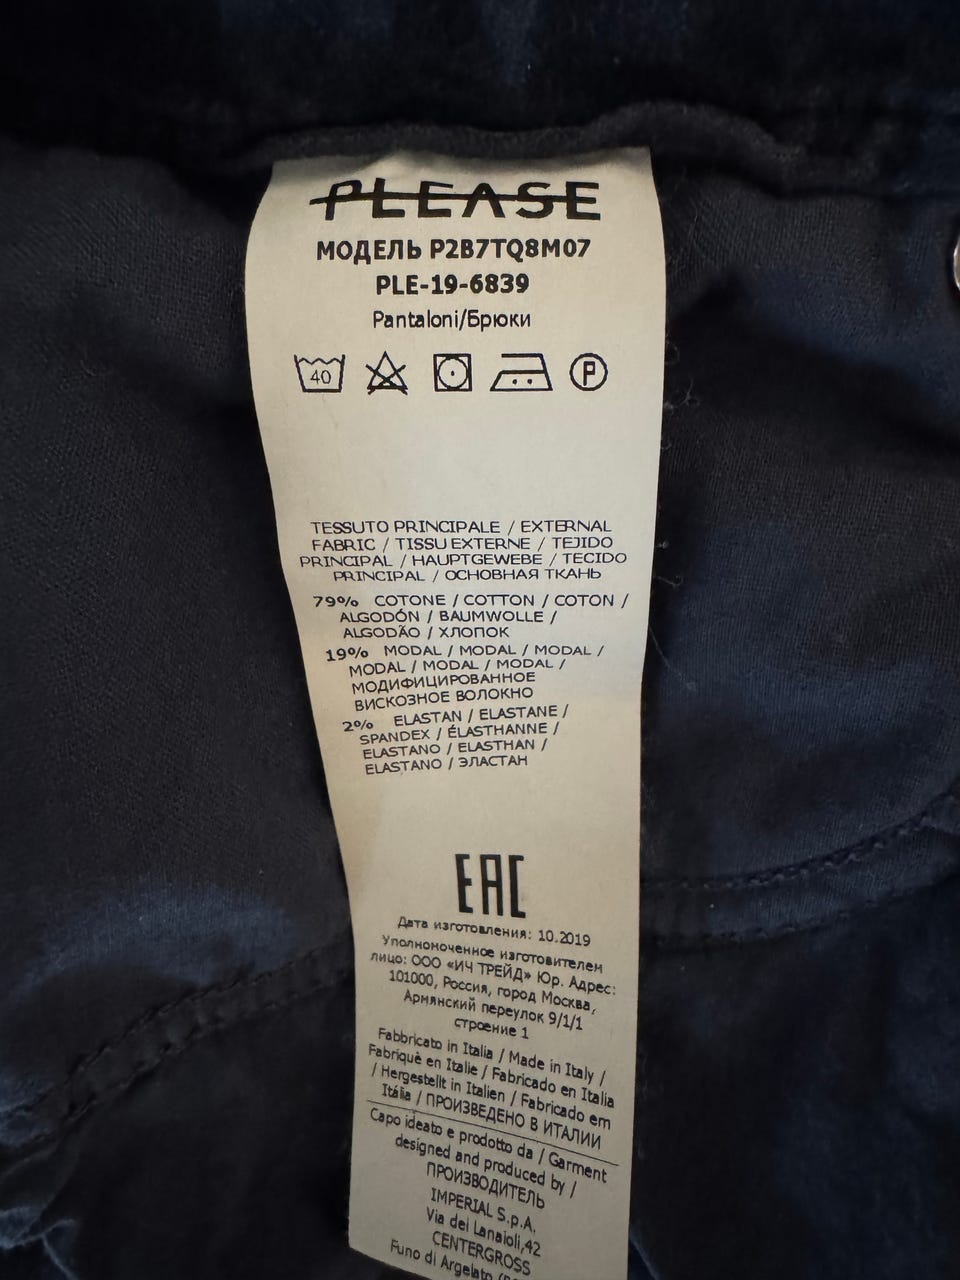 PLEASE
МОДЕЛЬ P2B7TQ8M07
PLE-19-6839
Pantaloni/Брюки
40
P
TESSUTO PRINCIPALE / EXTERNAL
FABRIC / TISSU EXTERNE / TEJIDO
PRINCIPAL / HAUPTGEWEBE / TECIDO
PRINCIPAL / ОСНОВНАЯ ТКАНЬ
79% COTONE / COTTON / COTON /
ALGODÓN / BAUMWOLLE /
ALGODÃO / ХЛОПОК
19% MODAL / MODAL / MODAL /
MODAL / MODAL / MODAL /
МОДИФИЦИРОВАННОЕ
ВИСКОЗНОЕ ВОЛОКНО
2% ELASTAN / ELASTANE /
SPANDEX / ÉLASTHANNE /
ELASTANO / ELASTHAN /
ELASTANO / ЭЛАСТАН
EAC
Дата изготовления: 10.2019
Уполномоченное изготовителем
лицо: ООО «ИЧ ТРЕЙД» Юр. Адрес:
101000, Россия, город Москва,
Армянский переулок 9/1/1
строение 1
Fabbricato in Italia / Made in Italy /
Fabriquè en Italie / Fabricado en Italia
/ Hergestellt in Italien / Fabricado em
Itália / ПРОИЗВЕДЕНО В ИТАЛИИ
Capo ideato e prodotto da / Garment
designed and produced by /
ПРОИЗВОДИТЕЛЬ
IMPERIAL S.p.A.
Via dei Lanaioli,42
CENTERGROSS
Funo di Argelato